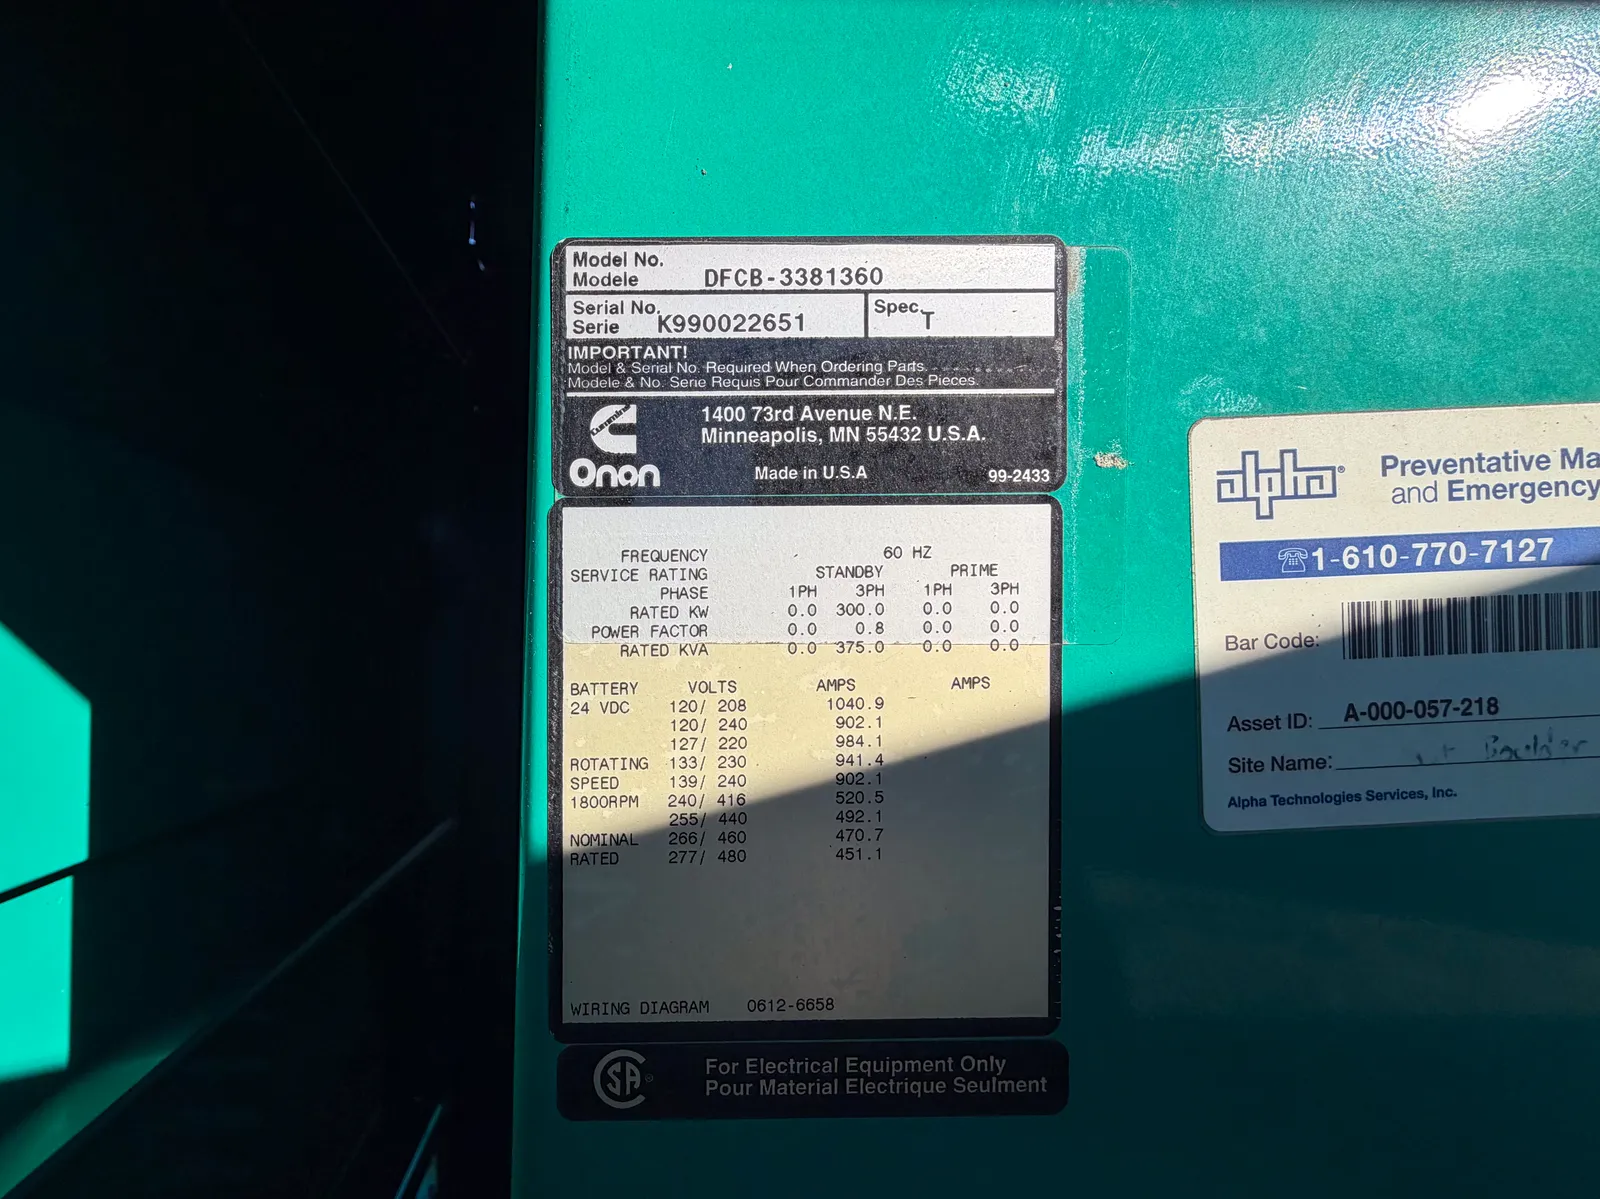 Model No.
Modele DFCB-3381360
Serial No.
Serie K990022651
Spec. T
IMPORTANT!
Model & Serial No. Required When Ordering Parts.
Modele & No. Serie Requis Pour Commander Des Pieces.
1400 73rd Avenue N.E.
Minneapolis, MN 55432 U.S.A.
Onan
Made in U.S.A
99-2433
FREQUENCY 60 HZ
SERVICE RATING STANDBY PRIME
PHASE 1PH 3PH 1PH 3PH
RATED KW 0.0 300.0 0.0 0.0
POWER FACTOR 0.0 0.8 0.0 0.0
RATED KVA 0.0 375.0 0.0 0.0
BATTERY VOLTS AMPS AMPS
24 VDC 120/ 208 1040.9
120/ 240 902.1
127/ 220 984.1
ROTATING 133/ 230 941.4
SPEED 139/ 240 902.1
1800RPM 240/ 416 520.5
255/ 440 492.1
NOMINAL 266/ 460 470.7
RATED 277/ 480 451.1
WIRING DIAGRAM 0612-6658
SA
For Electrical Equipment Only
Pour Material Electrique Seulment
alpha
Preventative Ma
and Emergency
1-610-770-7127
Bar Code:
Asset ID: A-000-057-218
Site Name: Boulder
Alpha Technologies Services, Inc.